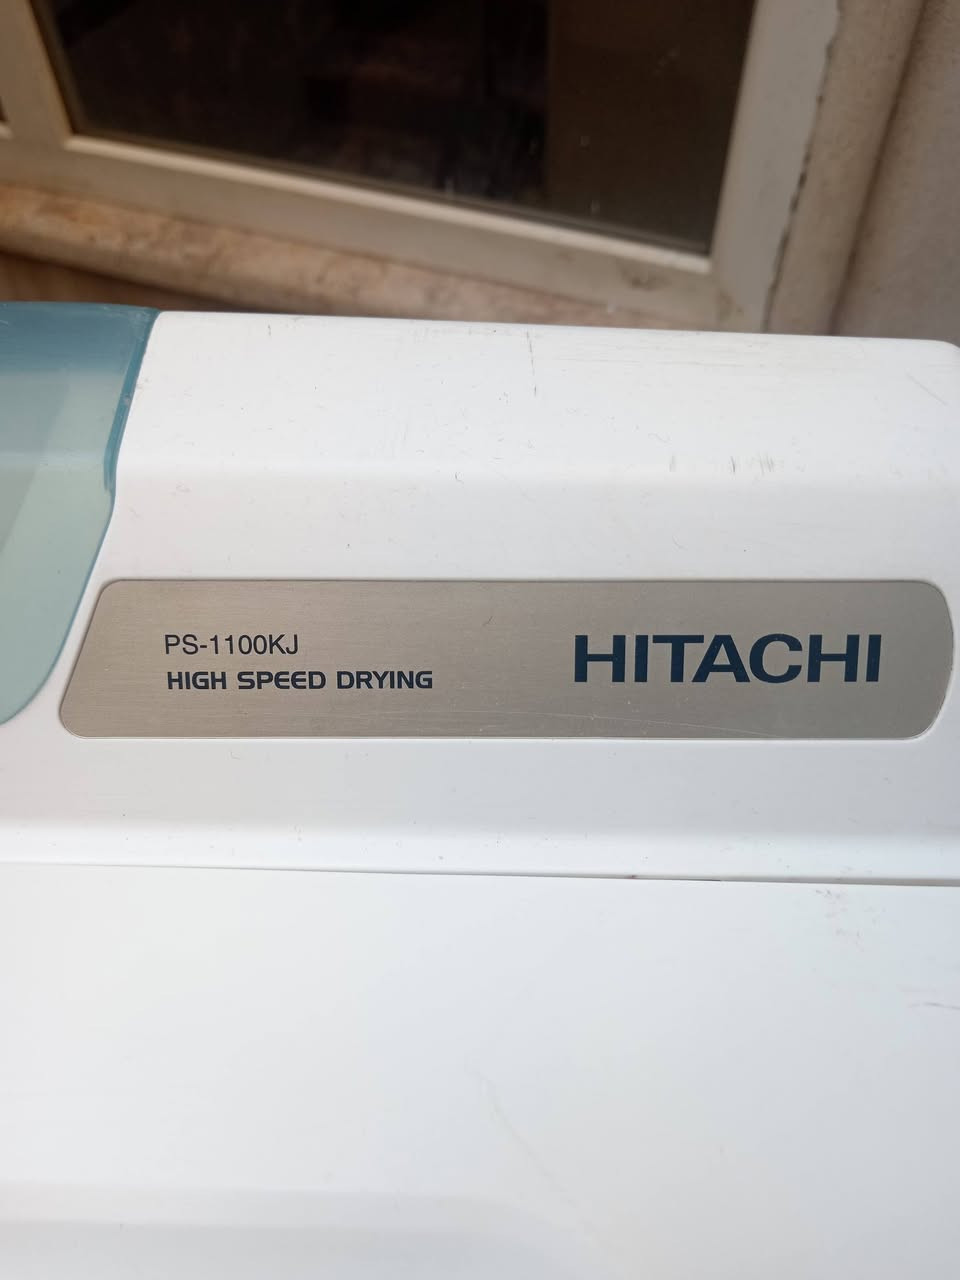 PS-1100KJ
HIGH SPEED DRYING
HITACHI